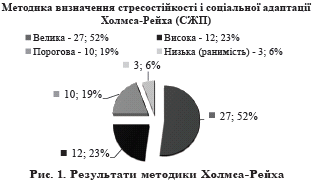 Методика визначення стресостійкості і соціальної адаптації
Холмса-Рейха (СЖП)
Велика - 27; 52% Висока - 12; 23%
Порогова - 10; 19% Низька (ранимість) - 3; 6%
3; 6%
10; 19%
27; 52%
12; 23%
Рис. 1. Результати методики Холмса-Рейха